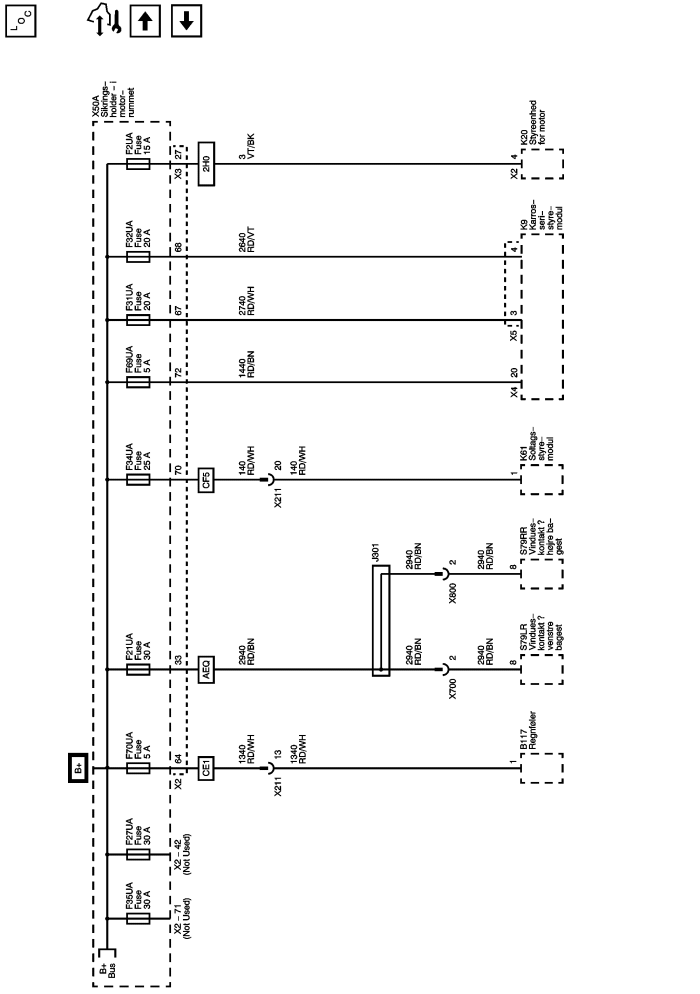 LOC
X50A
Sikrings–
holder – i
motor–
rummet
F2UA
Fuse
15 A
27
X3
2H0
3
VT/BK
4
X2
K20
Styreenhed
for motor
F32UA
Fuse
20 A
68
2640
RD/VT
4
K9
Karros–
seri–
styre–
modul
F31UA
Fuse
20 A
67
2740
RD/WH
3
X5
F69UA
Fuse
5 A
72
1440
RD/BN
20
X4
F34UA
Fuse
25 A
70
CF5
140
RD/WH
20
X211
140
RD/WH
1
K61
Soltags–
styre–
modul
J301
2940
RD/BN
2
X800
2940
RD/BN
8
S79RR
Vindues–
kontakt ?
højre ba–
gest
F21UA
Fuse
30 A
33
AEQ
2940
RD/BN
2940
RD/BN
2
X700
2940
RD/BN
8
S79LR
Vindues–
kontakt ?
venstre
bagest
B+
F70UA
Fuse
5 A
64
X2
CE1
1340
RD/WH
13
X211
1340
RD/WH
1
B117
Regnføler
F27UA
Fuse
30 A
X2 – 42
(Not Used)
F35UA
Fuse
30 A
X2 – 71
(Not Used)
B+
Bus